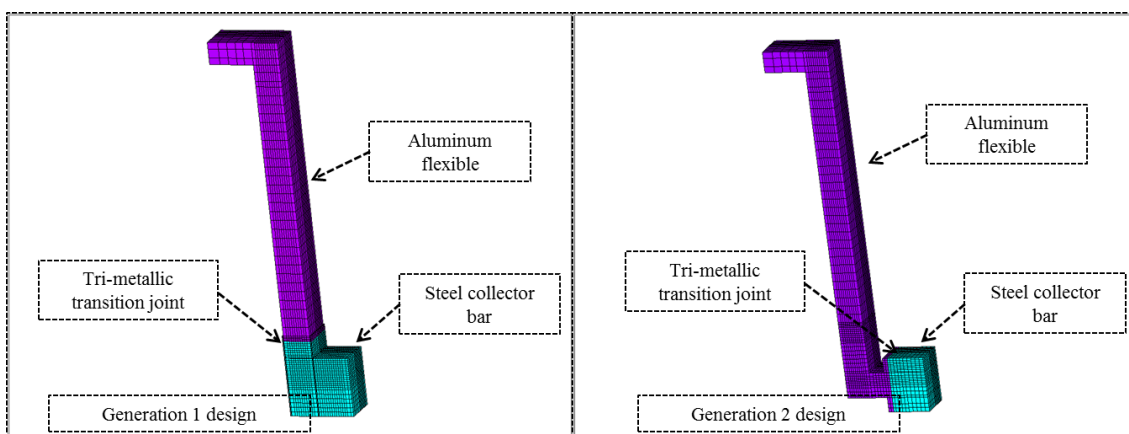 Aluminum
flexible
Tri-metallic
transition joint
Steel collector
bar
Generation 1 design
Aluminum
flexible
Tri-metallic
transition joint
Steel collector
bar
Generation 2 design